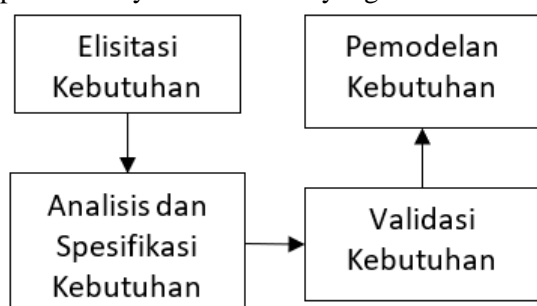 Elisitasi
Kebutuhan
Pemodelan
Kebutuhan
Analisis dan
Spesifikasi
Kebutuhan
Validasi
Kebutuhan